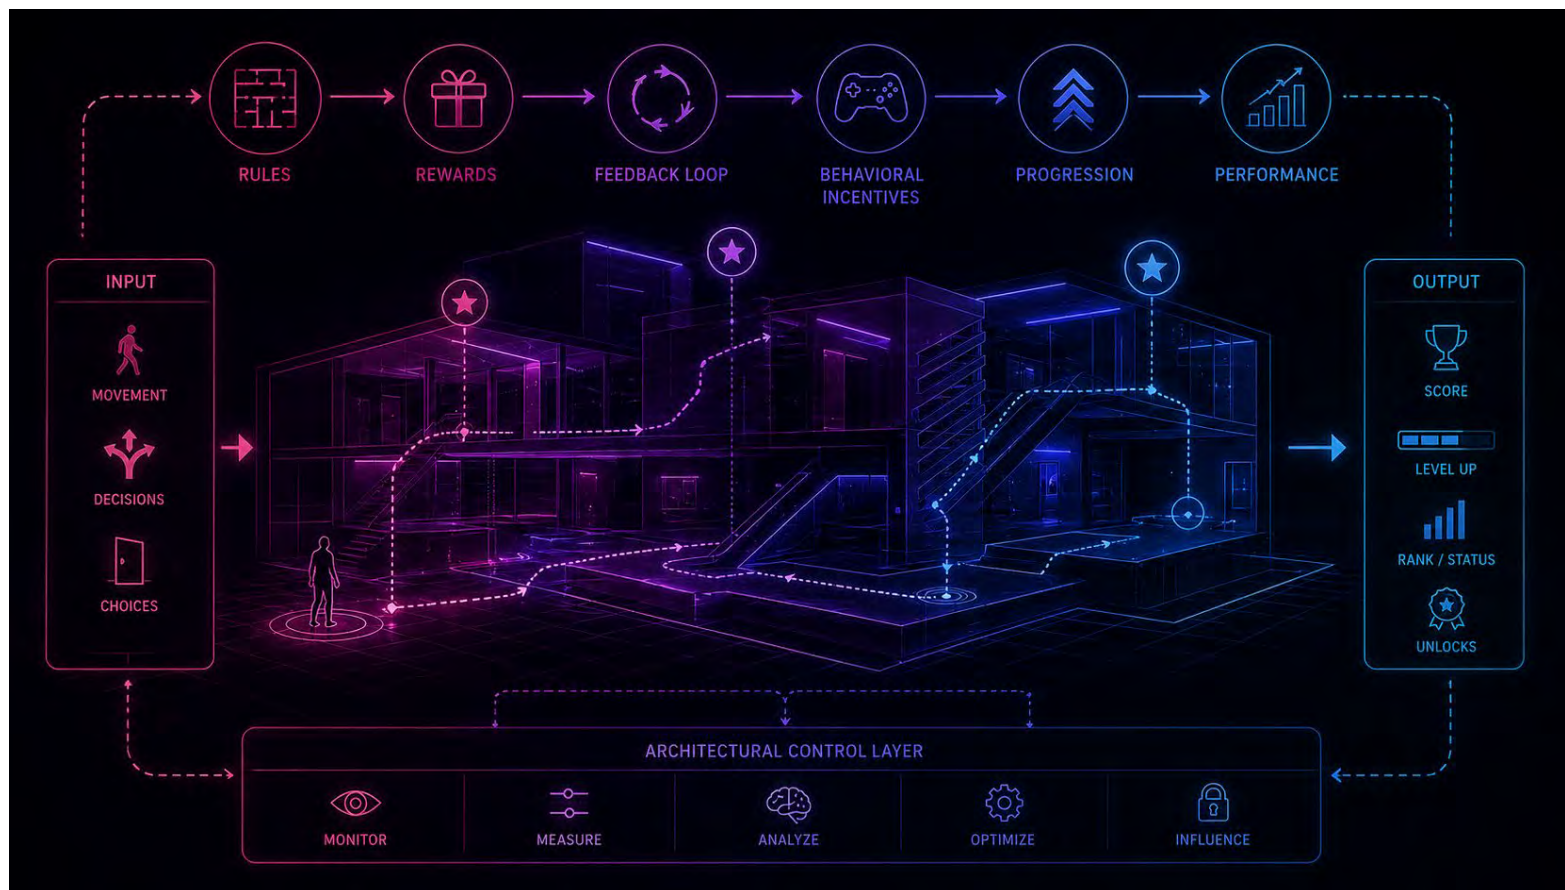 RULES
REWARDS
FEEDBACK LOOP
BEHAVIORAL
INCENTIVES
PROGRESSION
PERFORMANCE
INPUT
MOVEMENT
DECISIONS
CHOICES
OUTPUT
SCORE
LEVEL UP
RANK / STATUS
UNLOCKS
ARCHITECTURAL CONTROL LAYER
MONITOR
MEASURE
ANALYZE
OPTIMIZE
INFLUENCE